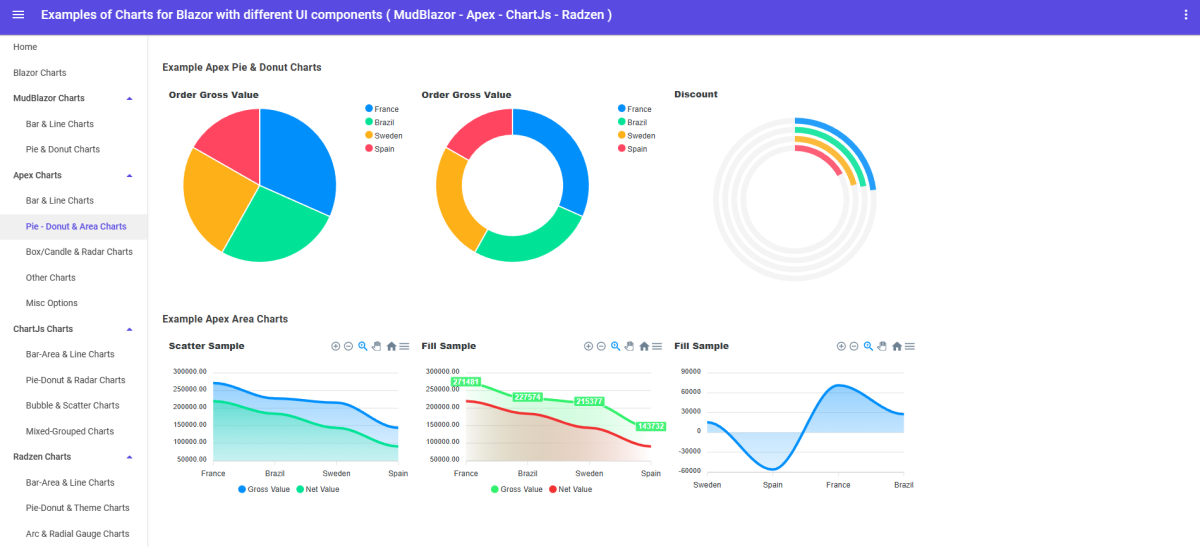 Examples of Charts for Blazor with different UI components ( MudBlazor - Apex - ChartJs - Radzen )
Home
Blazor Charts
MudBlazor Charts
Bar & Line Charts
Pie & Donut Charts
Apex Charts
Bar & Line Charts
Pie - Donut & Area Charts
Box/Candle & Radar Charts
Other Charts
Misc Options
ChartJs Charts
Bar-Area & Line Charts
Pie-Donut & Radar Charts
Bubble & Scatter Charts
Mixed-Grouped Charts
Radzen Charts
Bar-Area & Line Charts
Pie-Donut & Theme Charts
Arc & Radial Gauge Charts
Example Apex Pie & Donut Charts
Order Gross Value
France
Brazil
Sweden
Spain
Order Gross Value
France
Brazil
Sweden
Spain
Discount
Example Apex Area Charts
Scatter Sample
300000.00
250000.00
200000.00
150000.00
100000.00
50000.00
France Brazil Sweden Spain
Gross Value Net Value
Fill Sample
300000.00
250000.00
200000.00
150000.00
100000.00
50000.00
271481
227574
215377
143732
France Brazil Sweden Spain
Gross Value Net Value
Fill Sample
90000
60000
30000
0
-30000
-60000
Sweden Spain France Brazil